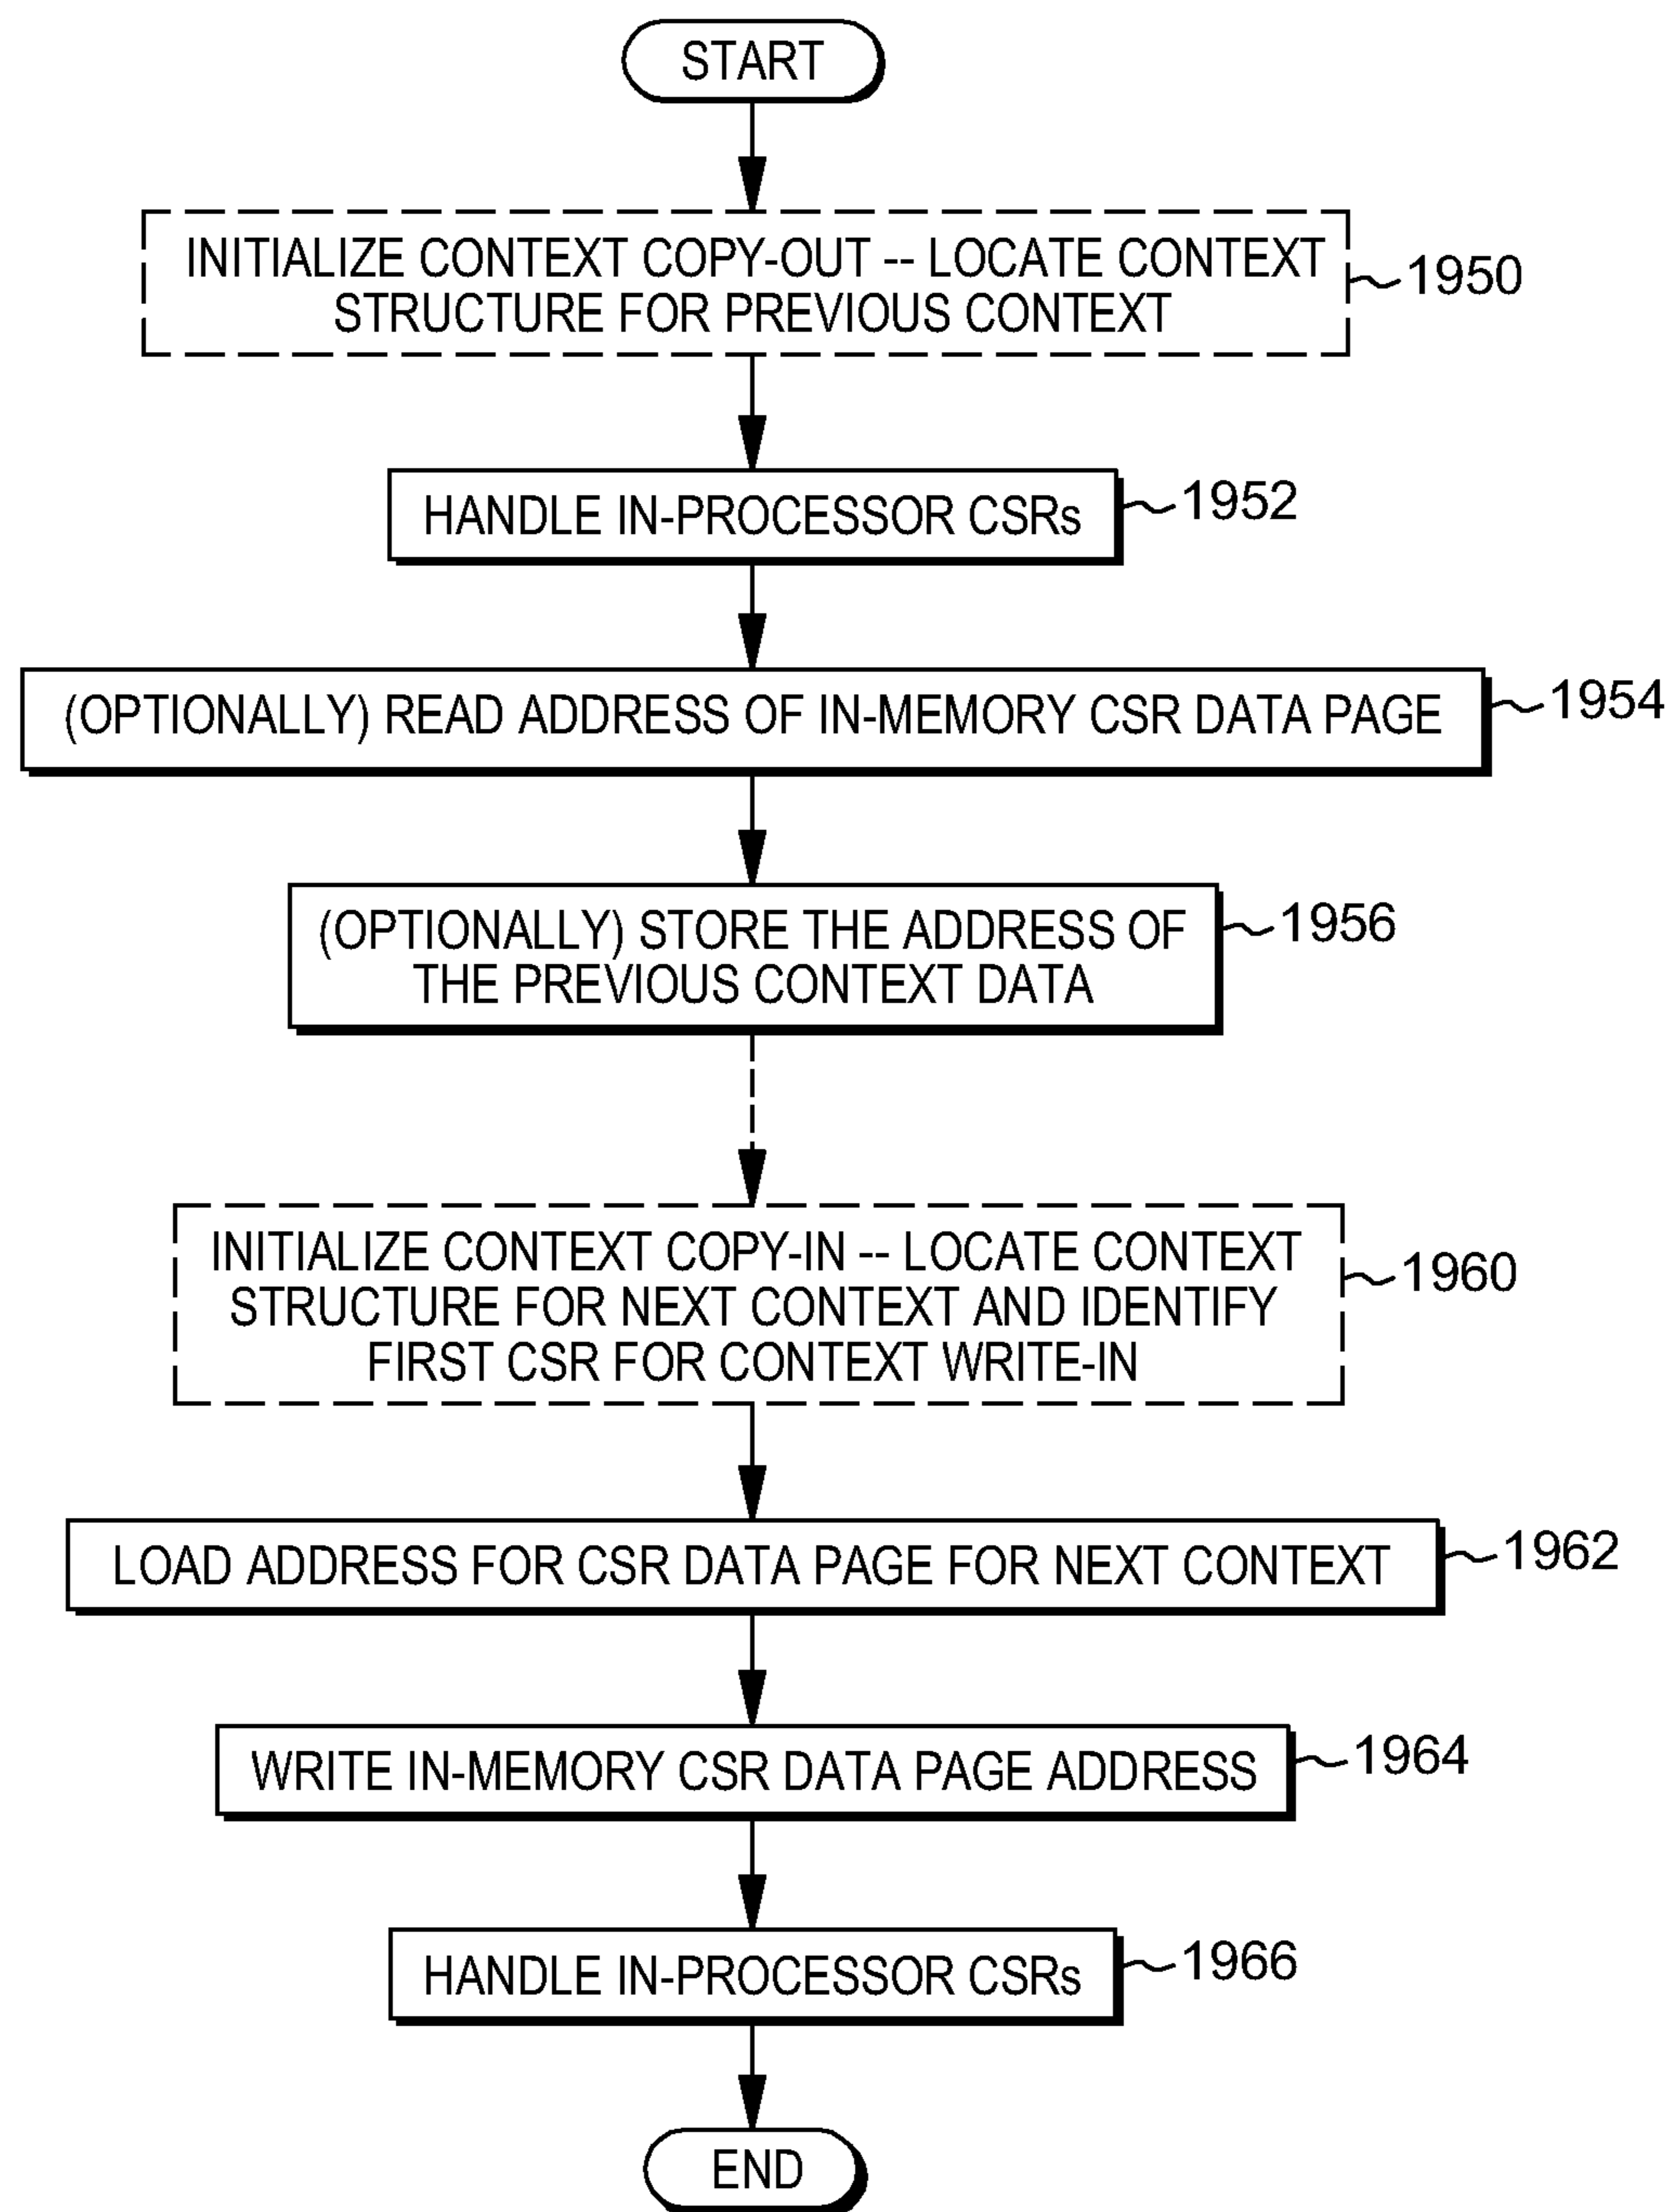 START
INITIALIZE CONTEXT COPY-OUT -- LOCATE CONTEXT
STRUCTURE FOR PREVIOUS CONTEXT
1950
HANDLE IN-PROCESSOR CSRs
1952
(OPTIONALLY) READ ADDRESS OF IN-MEMORY CSR DATA PAGE
1954
(OPTIONALLY) STORE THE ADDRESS OF
THE PREVIOUS CONTEXT DATA
1956
INITIALIZE CONTEXT COPY-IN -- LOCATE CONTEXT
STRUCTURE FOR NEXT CONTEXT AND IDENTIFY
FIRST CSR FOR CONTEXT WRITE-IN
1960
LOAD ADDRESS FOR CSR DATA PAGE FOR NEXT CONTEXT
1962
WRITE IN-MEMORY CSR DATA PAGE ADDRESS
1964
HANDLE IN-PROCESSOR CSRs
1966
END